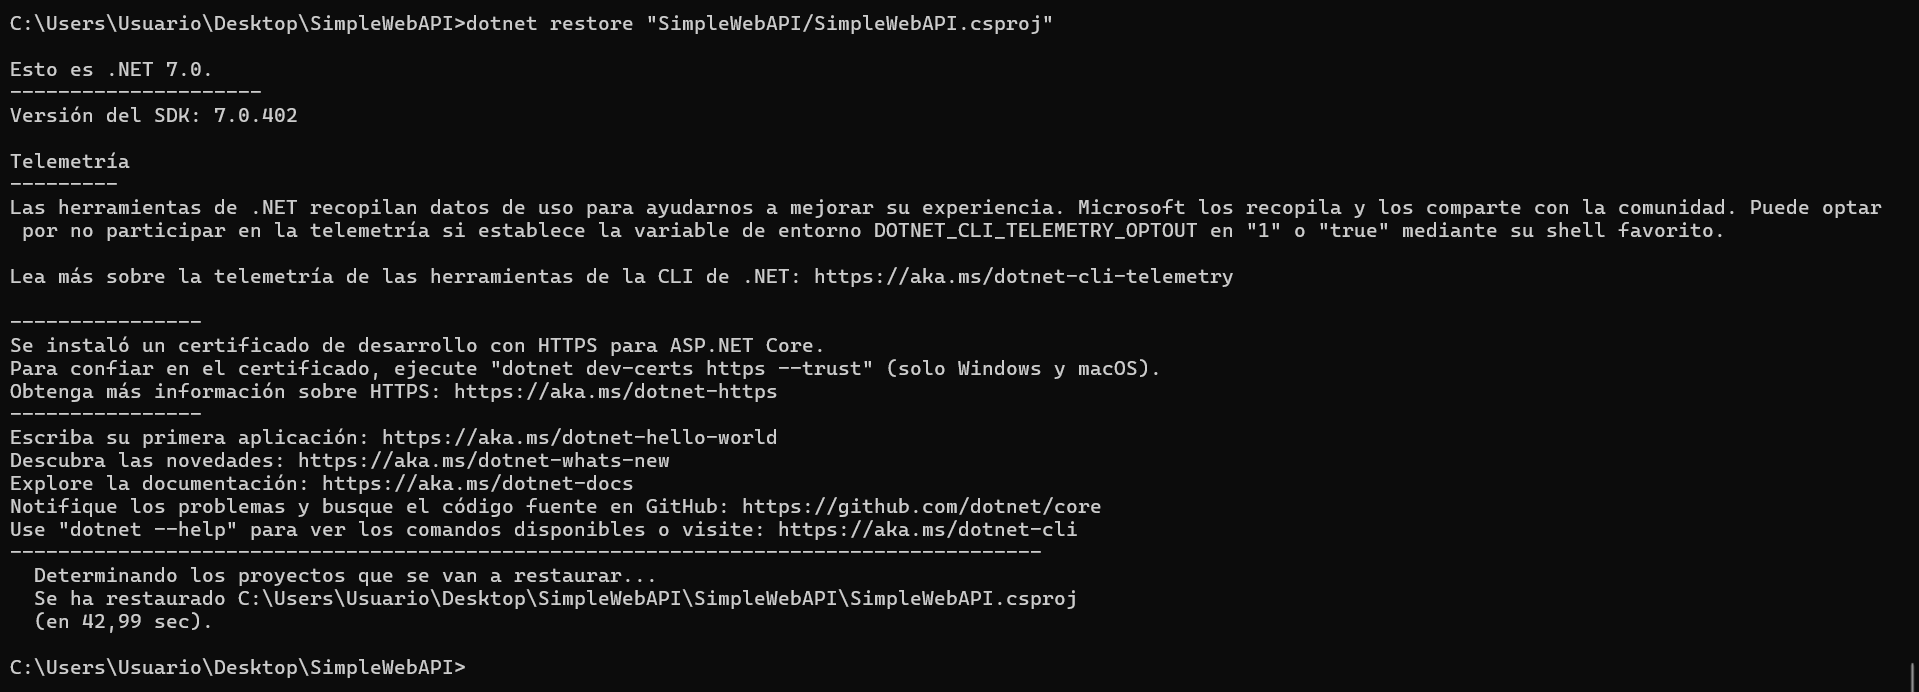 C:\Users\Usuario\Desktop\SimpleWebAPI>dotnet restore "SimpleWebAPI/SimpleWebAPI.csproj"
Esto es .NET 7.0.
---------------------
Versión del SDK: 7.0.402
Telemetría
---------
Las herramientas de .NET recopilan datos de uso para ayudarnos a mejorar su experiencia. Microsoft los recopila y los comparte con la comunidad. Puede optar
 por no participar en la telemetría si establece la variable de entorno DOTNET_CLI_TELEMETRY_OPTOUT en "1" o "true" mediante su shell favorito.
Lea más sobre la telemetría de las herramientas de la CLI de .NET: https://aka.ms/dotnet-cli-telemetry
----------------
Se instaló un certificado de desarrollo con HTTPS para ASP.NET Core.
Para confiar en el certificado, ejecute "dotnet dev-certs https --trust" (solo Windows y macOS).
Obtenga más información sobre HTTPS: https://aka.ms/dotnet-https
----------------
Escriba su primera aplicación: https://aka.ms/dotnet-hello-world
Descubra las novedades: https://aka.ms/dotnet-whats-new
Explore la documentación: https://aka.ms/dotnet-docs
Notifique los problemas y busque el código fuente en GitHub: https://github.com/dotnet/core
Use "dotnet --help" para ver los comandos disponibles o visite: https://aka.ms/dotnet-cli
--------------------------------------------------------------------------------------
  Determinando los proyectos que se van a restaurar...
  Se ha restaurado C:\Users\Usuario\Desktop\SimpleWebAPI\SimpleWebAPI\SimpleWebAPI.csproj
  (en 42,99 sec).
C:\Users\Usuario\Desktop\SimpleWebAPI>